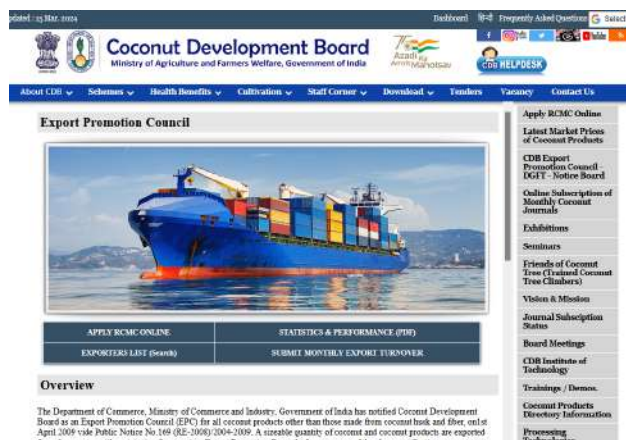 pdated : 15 Mar. 2024
Dashboard हिन्दी Frequently Asked Questions G Select
Coconut Development Board
Ministry of Agriculture and Farmers Welfare, Government of India
Azadi Ka
Amrit Mahotsav
CDB HELPDESK
About CDB Schemes Health Benefits Cultivation Staff Corner Download Tenders Vacancy Contact Us
Export Promotion Council
APPLY RCMC ONLINE
STATISTICS & PERFORMANCE (PDF)
EXPORTERS LIST (Search)
SUBMIT MONTHLY EXPORT TURNOVER
Overview
The Department of Commerce, Ministry of Commerce and Industry, Government of India has notified Coconut Development
Board as an Export Promotion Council (EPC) for all coconut products other than those made from coconut husk and fiber, on1st
April 2009 vide Public Notice No.169 (RE-2008)/2004-2009. A sizeable quantity of coconut and coconut products are exported
Apply RCMC Online
Latest Market Prices
of Coconut Products
CDB Export
Promotion Council -
DGFT - Notice Board
Online Subscription of
Monthly Coconut
Journals
Exhibitions
Seminars
Friends of Coconut
Tree (Trained Coconut
Tree Climbers)
Vision & Mission
Journal Subsciption
Status
Board Meetings
CDB Institute of
Technology
Trainings / Demos.
Coconut Products
Directory Information
Processing